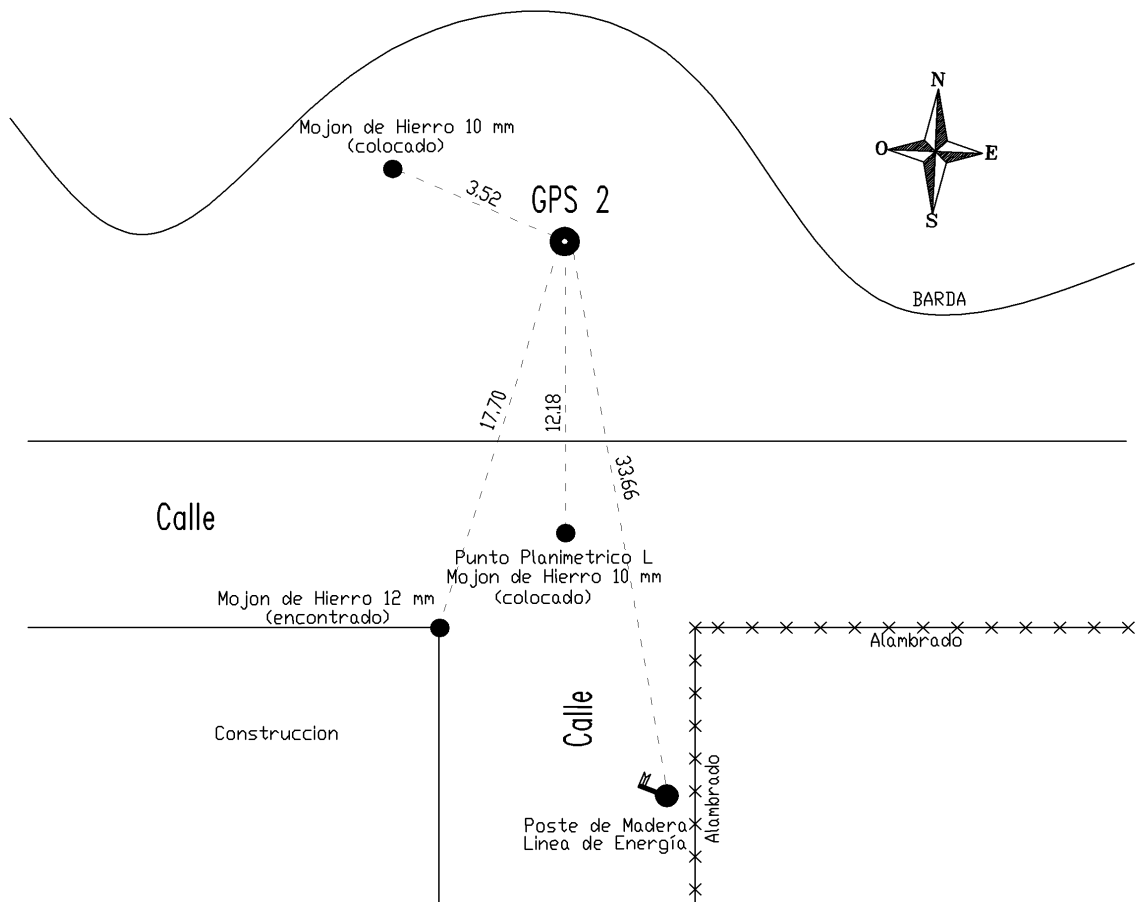 N
O
E
S
Mojon de Hierro 10 mm
(colocado)
3.52
GPS 2
BARDA
17.70
12.18
33.66
Calle
Punto Planimetrico L
Mojon de Hierro 10 mm
(colocado)
Mojon de Hierro 12 mm
(encontrado)
Alambrado
Construccion
Calle
Alambrado
Poste de Madera
Linea de Energía